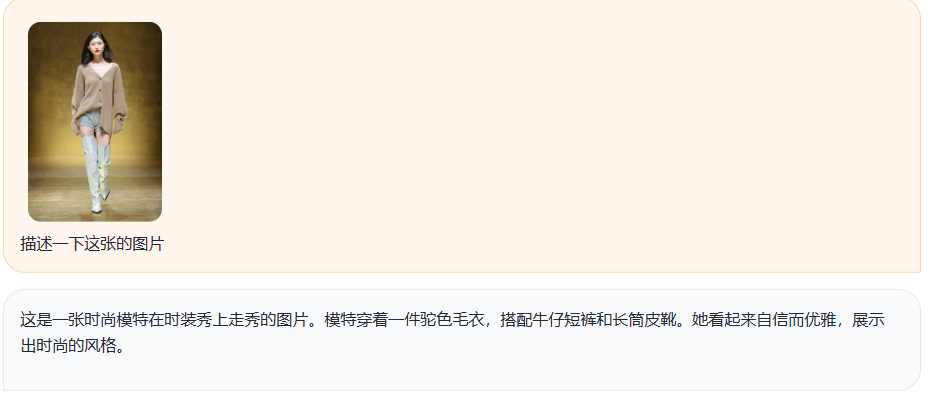 描述一下这张的图片
这是一张时尚模特在时装秀上走秀的图片。模特穿着一件驼色毛衣，搭配牛仔短裤和长筒皮靴。她看起来自信而优雅，展示
出时尚的风格。